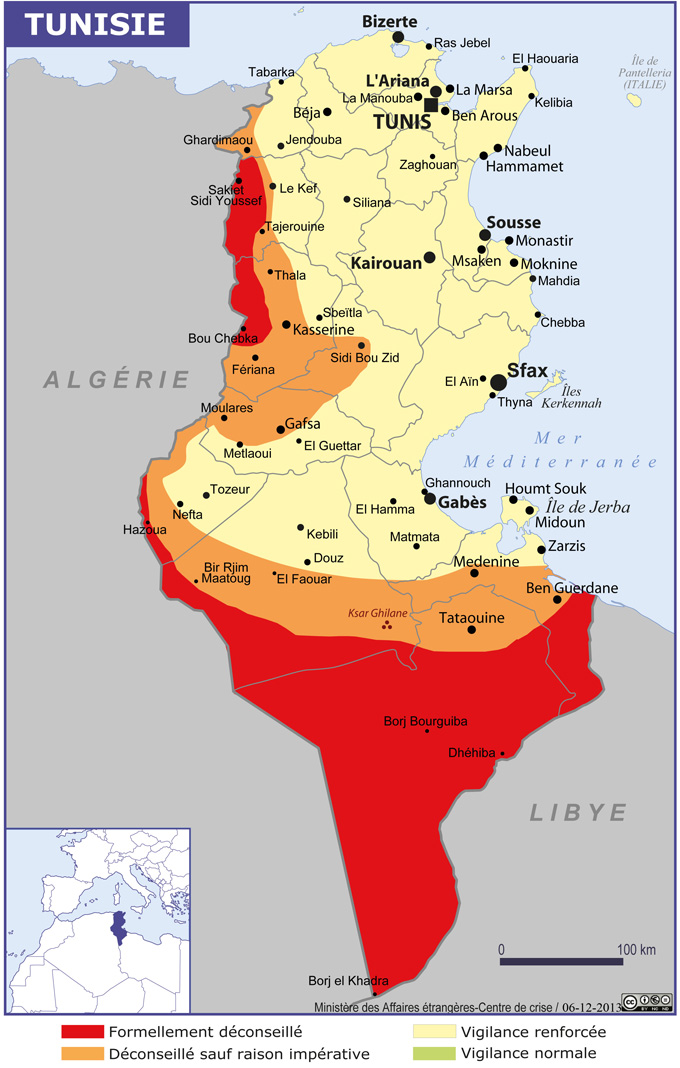 TUNISIE
Bizerte
Ras Jebel
El Haouaria
Île de
Pantelleria
(ITALIE)
Tabarka
L'Ariana
La Marsa
La Manouba
Kelibia
Béja
TUNIS
Ben Arous
Ghardimaou
Jendouba
Nabeul
Zaghouan
Hammamet
Sakiet
Sidi Youssef
Le Kef
Siliana
Tajerouine
Sousse
Monastir
Kairouan
Msaken
Moknine
Thala
Mahdia
Sbeïtla
Chebba
Bou Chebka
Kasserine
Sidi Bou Zid
Fériana
ALGÉRIE
Sfax
El Aïn
Îles
Kerkennah
Thyna
Moulares
Gafsa
El Guettar
Metlaoui
Mer
Méditerranée
Ghannouch
Tozeur
Houmt Souk
Gabès
Île de Jerba
El Hamma
Nefta
Midoun
Hazoua
Kebili
Matmata
Zarzis
Douz
Medenine
Bir Rjim
Maatoug
El Faouar
Ben Guerdane
Ksar Ghilane
Tataouine
Borj Bourguiba
Dhéhiba
LIBYE
0 100 km
Borj el Khadra
Ministère des Affaires étrangères-Centre de crise / 06-12-2013
cc
BY NC ND
Formellement déconseillé
Vigilance renforcée
Déconseillé sauf raison impérative
Vigilance normale